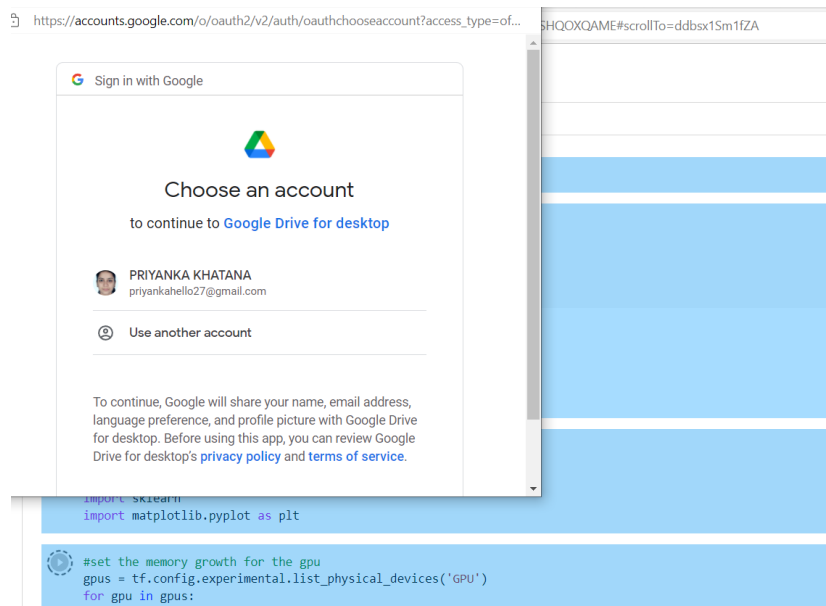 https://accounts.google.com/o/oauth2/v2/auth/oauthchooseaccount?access_type=of...
SHQOXQAME#scrollTo=ddbsx1Sm1fZA
Sign in with Google
Choose an account
to continue to Google Drive for desktop
PRIYANKA KHATANA
priyankahello27@gmail.com
Use another account
To continue, Google will share your name, email address,
language preference, and profile picture with Google Drive
for desktop. Before using this app, you can review Google
Drive for desktop's privacy policy and terms of service.
import sklearn
import matplotlib.pyplot as plt
#set the memory growth for the gpu
gpus = tf.config.experimental.list_physical_devices('GPU')
for gpu in gpus: